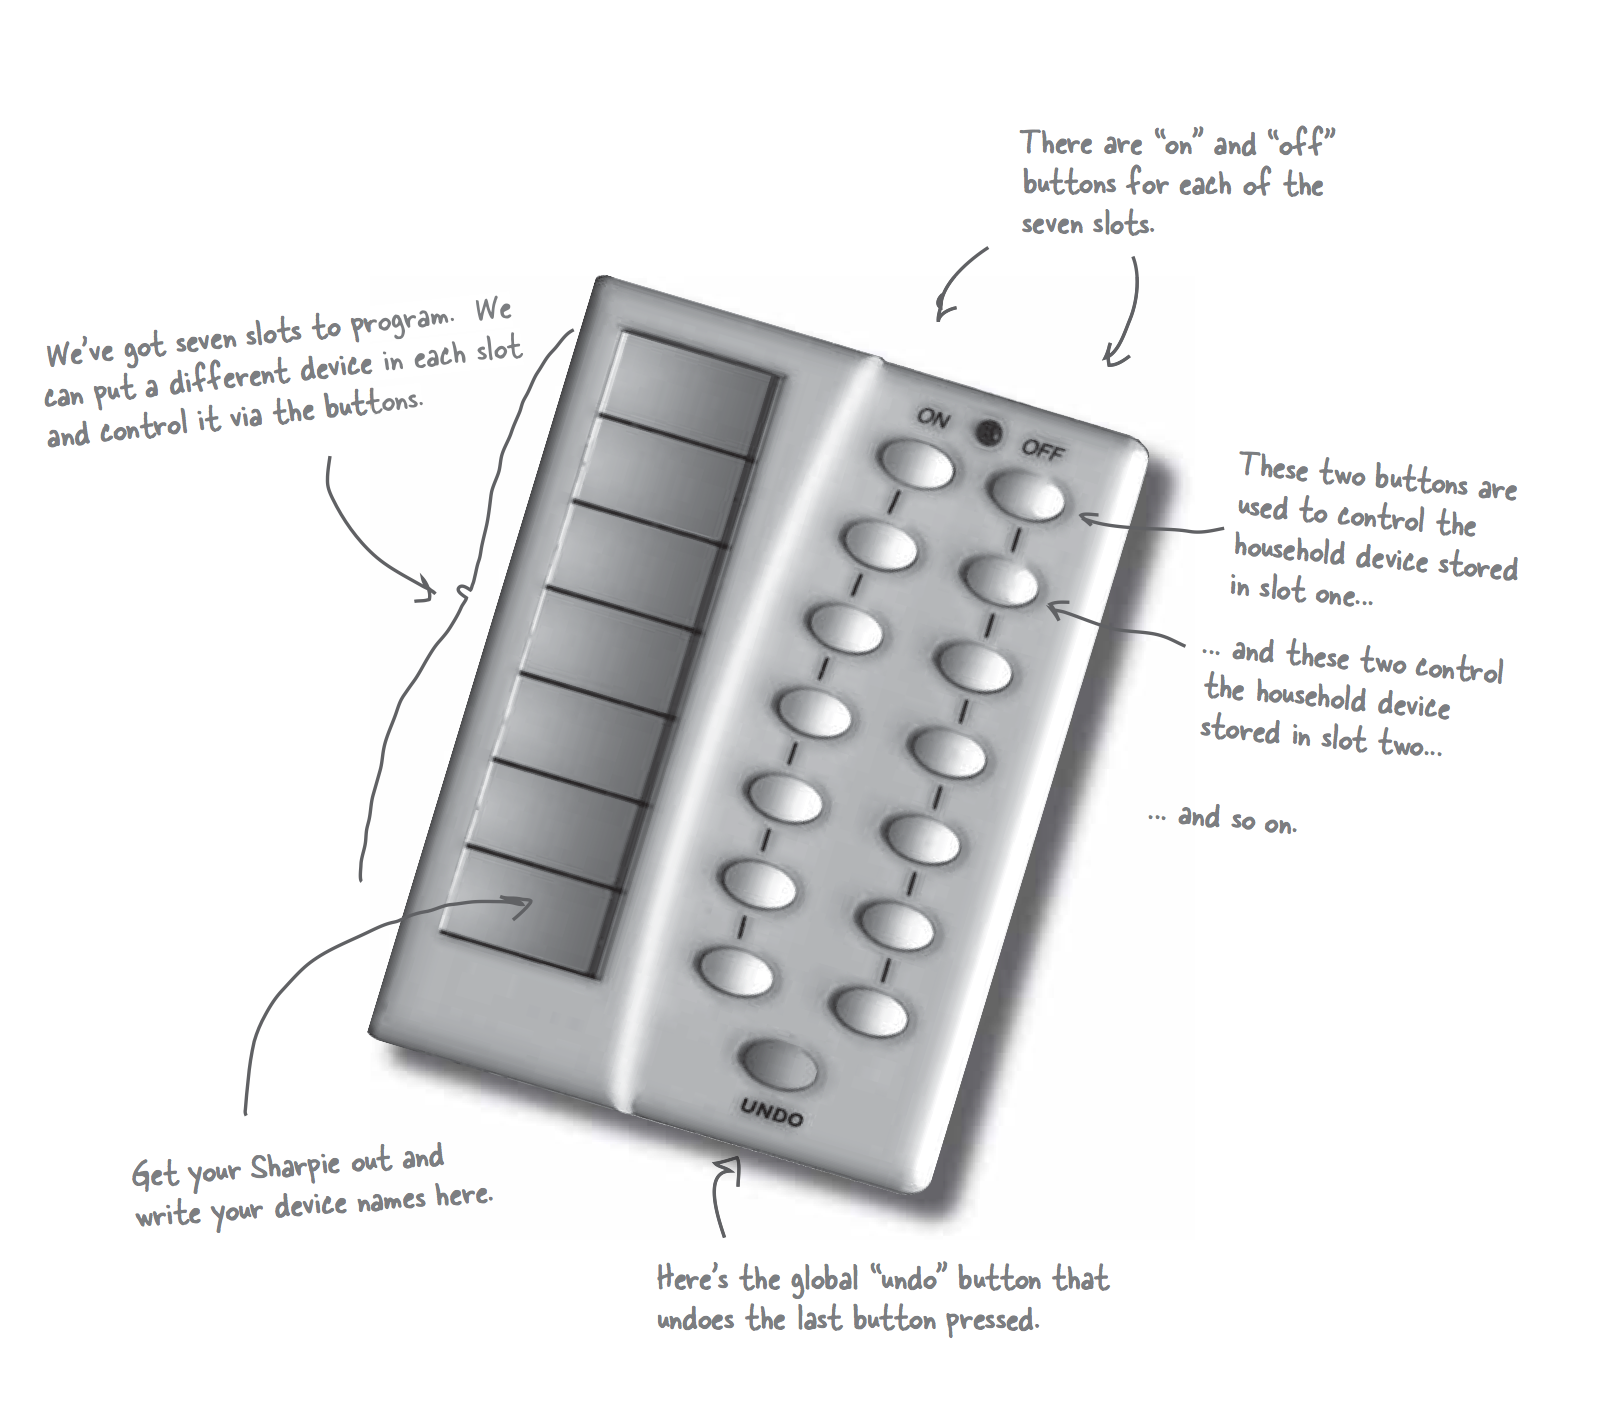 There are “on” and “off”
buttons for each of the
seven slots.
We’ve got seven slots to program. We
can put a different device in each slot
and control it via the buttons.
ON
OFF
These two buttons are
used to control the
household device stored
in slot one...
... and these two control
the household device
stored in slot two...
... and so on.
UNDO
Get your Sharpie out and
write your device names here.
Here’s the global “undo” button that
undoes the last button pressed.